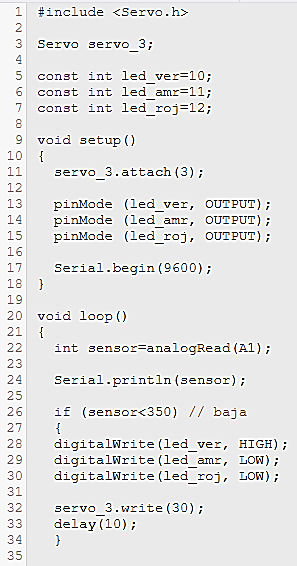 1 #include <Servo.h>
2
3 Servo servo_3;
4
5 const int led_ver=10;
6 const int led_amr=11;
7 const int led_roj=12;
8
9 void setup()
10 {
11   servo_3.attach(3);
12
13   pinMode (led_ver, OUTPUT);
14   pinMode (led_amr, OUTPUT);
15   pinMode (led_roj, OUTPUT);
16
17   Serial.begin(9600);
18 }
19
20 void loop()
21 {
22   int sensor=analogRead(A1);
23
24   Serial.println(sensor);
25
26   if (sensor<350) // baja
27   {
28   digitalWrite(led_ver, HIGH);
29   digitalWrite(led_amr, LOW);
30   digitalWrite(led_roj, LOW);
31
32   servo_3.write(30);
33   delay(10);
34   }
35